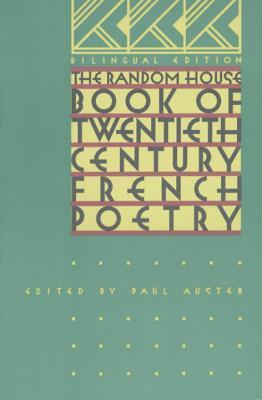 BILINGUAL EDITION
THE RANDOM HOUSE
BOOK OF
TWENTIETH
CENTURY
FRENCH
POETRY
EDITED BY PAUL AUSTER